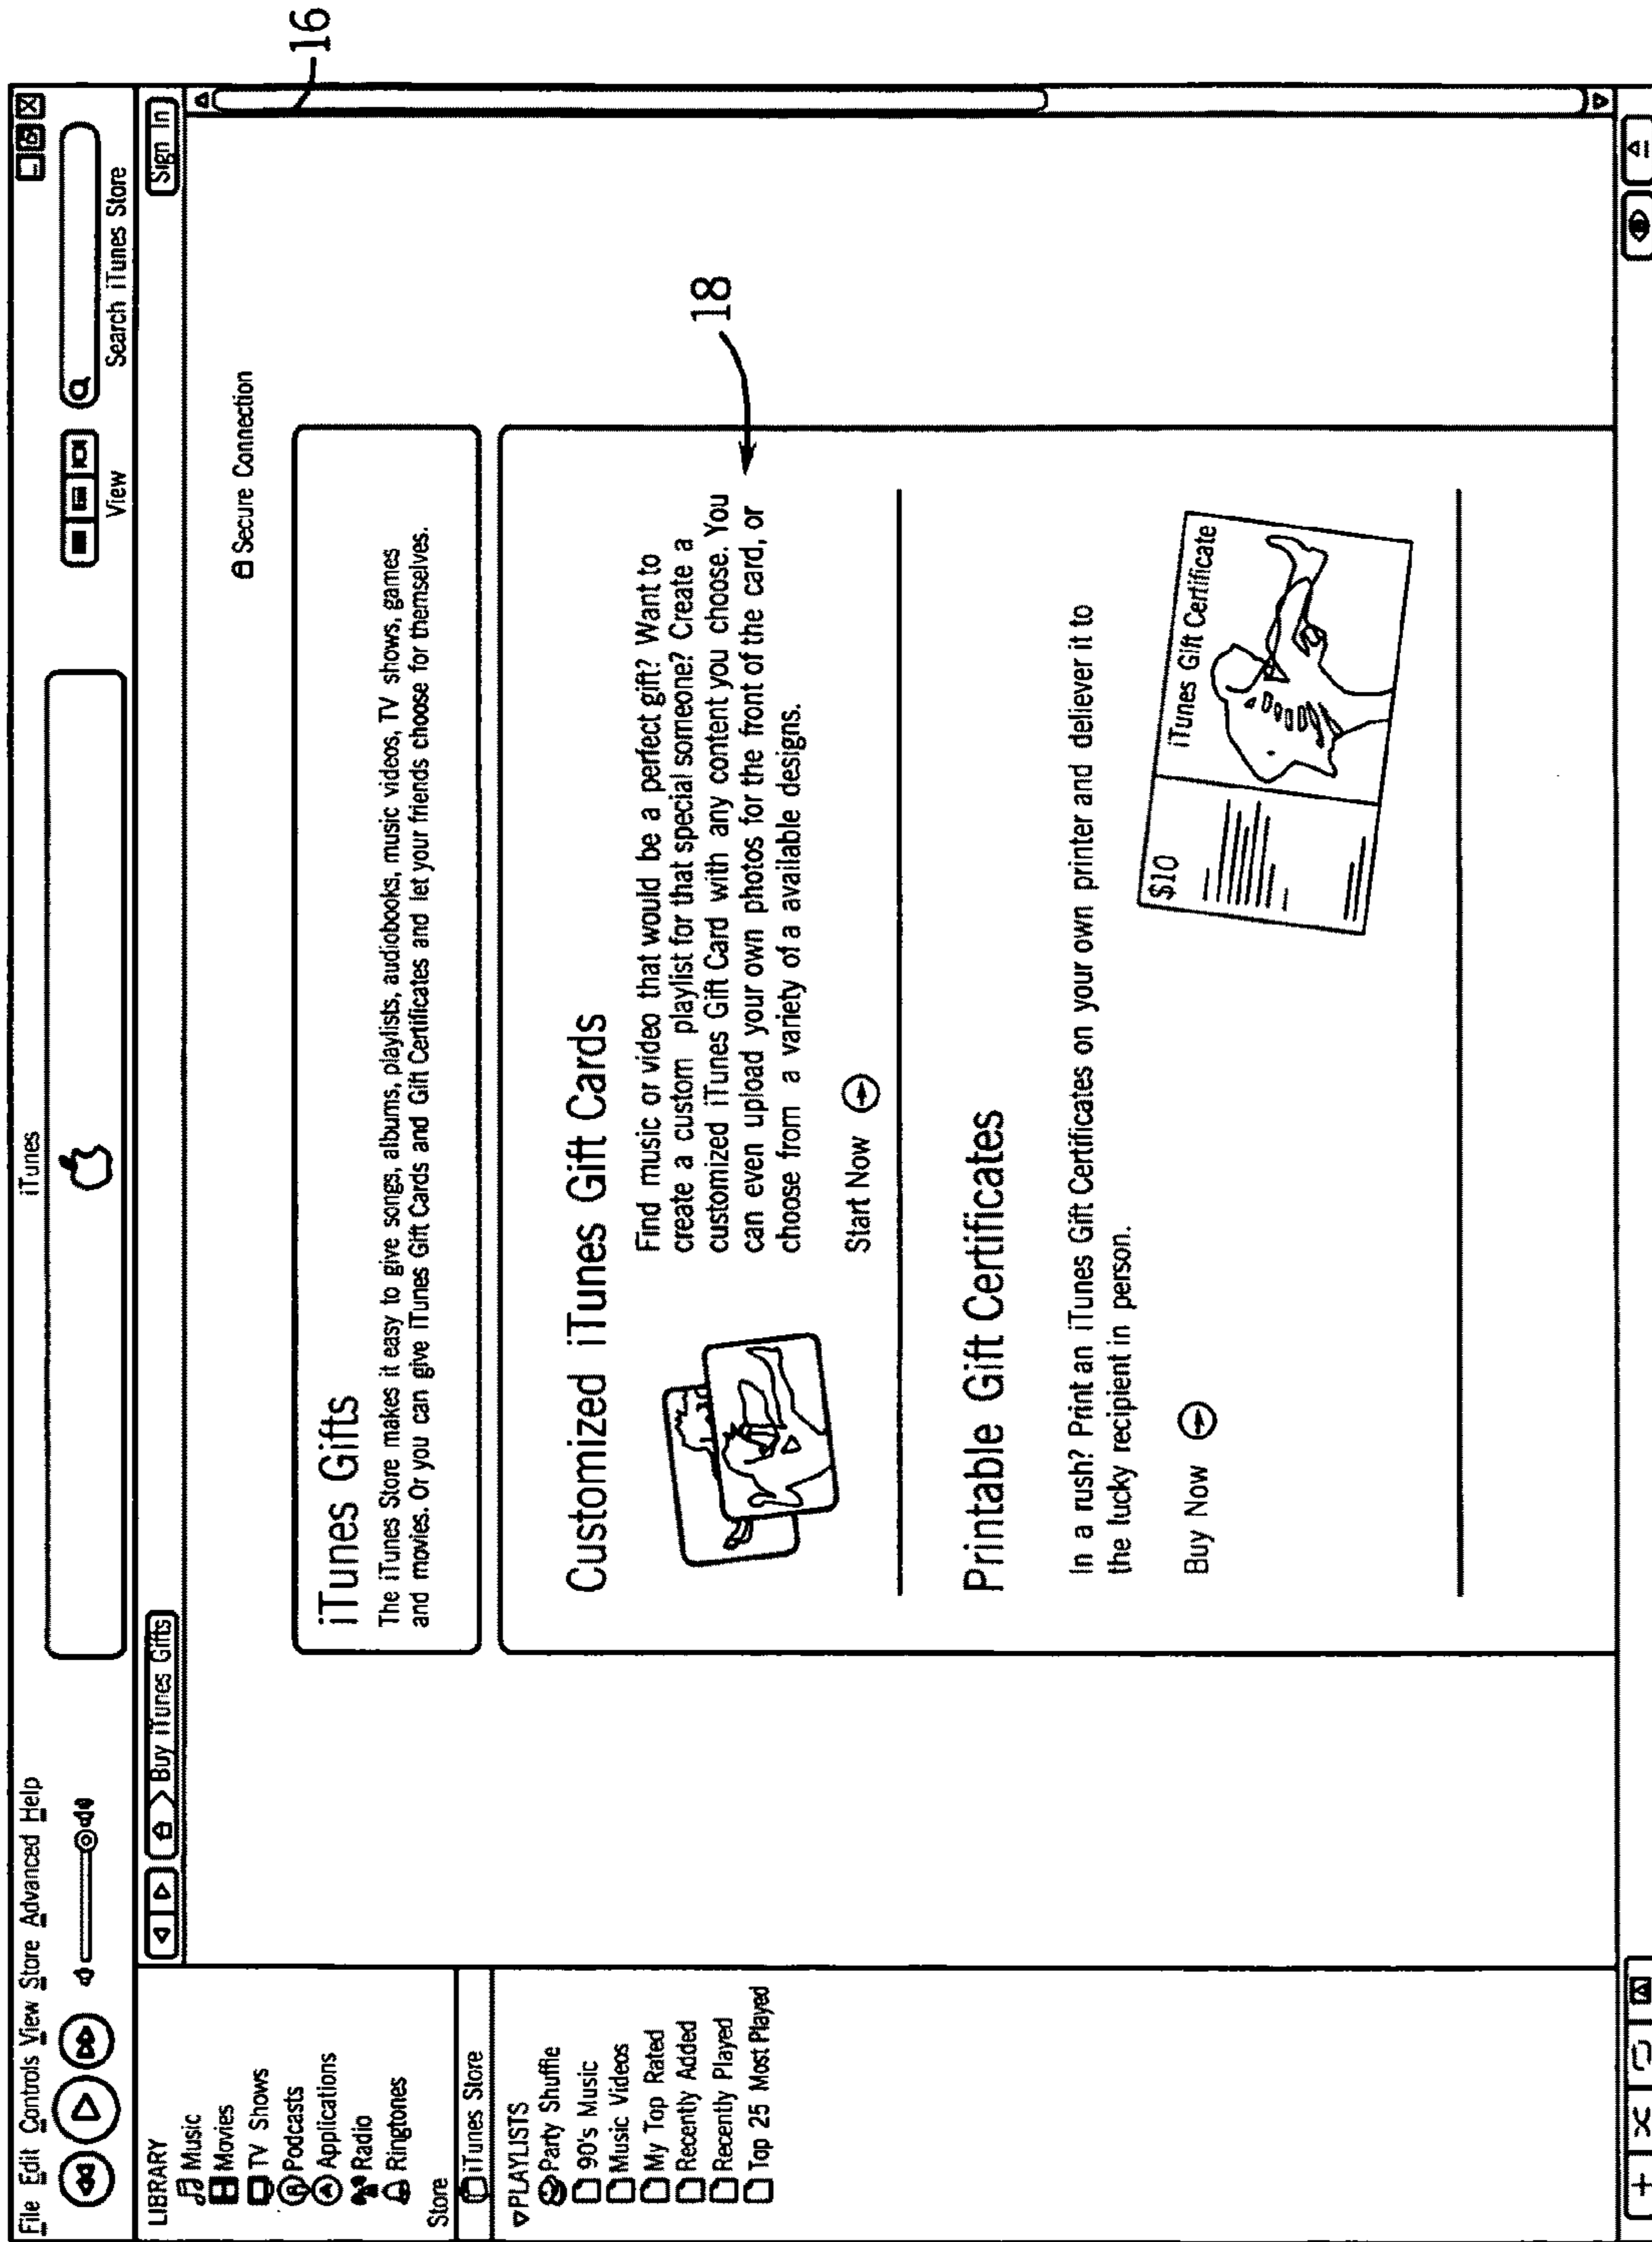 iTunes
File Edit Controls View Store Advanced Help
View
Search iTunes Store
Buy iTunes Gifts
Sign In
16
LIBRARY
Music
Movies
TV Shows
Podcasts
Applications
Radio
Ringtones
Store
iTunes Store
PLAYLISTS
Party Shuffle
90's Music
Music Videos
My Top Rated
Recently Added
Recently Played
Top 25 Most Played
Secure Connection
iTunes Gifts
The iTunes Store makes it easy to give songs, albums, playlists, audiobooks, music videos, TV shows, games
and movies. Or you can give iTunes Gift Cards and Gift Certificates and let your friends choose for themselves.
Customized iTunes Gift Cards
Find music or video that would be a perfect gift? Want to
create a custom playlist for that special someone? Create a
customized iTunes Gift Card with any content you choose. You
can even upload your own photos for the front of the card, or
choose from a variety of a available designs.
18
Start Now
Printable Gift Certificates
In a rush? Print an iTunes Gift Certificates on your own printer and deliever it to
the lucky recipient in person.
Buy Now
$10
iTunes Gift Certificate